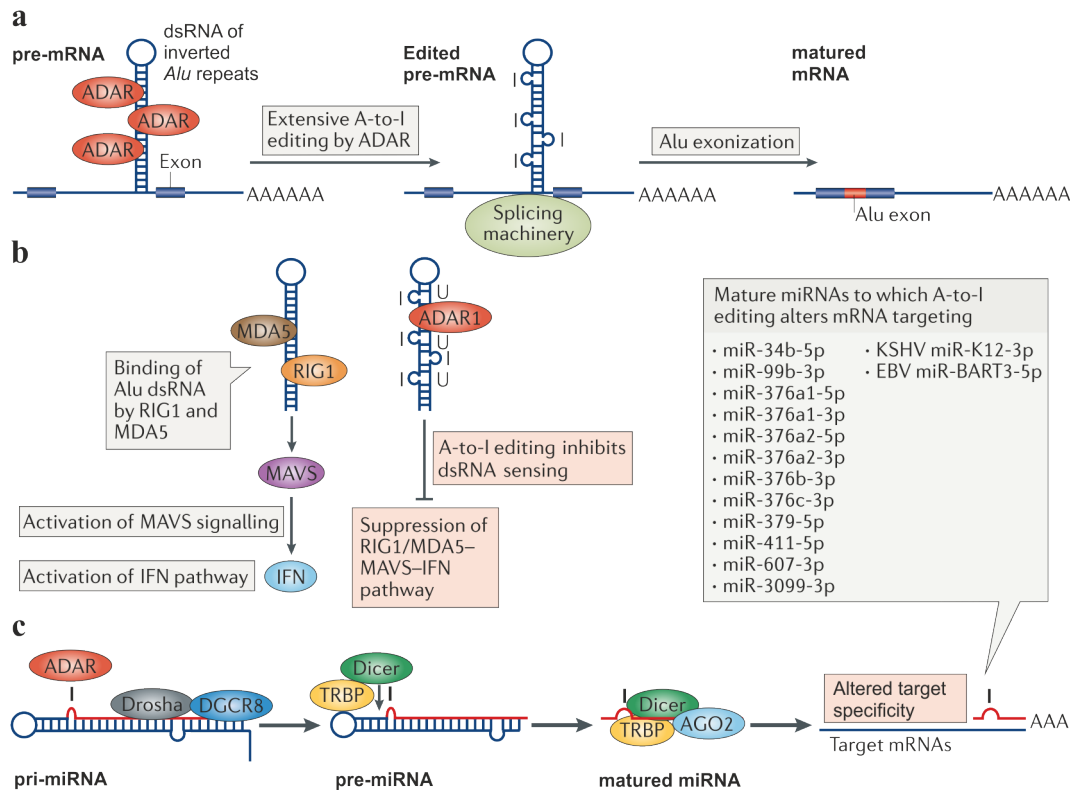 a
pre-mRNA
dsRNA of
inverted
Alu repeats
ADAR
ADAR
ADAR
Exon
AAAAAA
Extensive A-to-I
editing by ADAR
Edited
pre-mRNA
I
I
I
I
Splicing
machinery
AAAAAA
Alu exonization
matured
mRNA
AAAAAA
Alu exon
b
MDA5
RIG1
Binding of
Alu dsRNA
by RIG1 and
MDA5
MAVS
Activation of MAVS signalling
Activation of IFN pathway
IFN
I
U
ADAR1
I
U
I
I
U
A-to-I editing inhibits
dsRNA sensing
Suppression of
RIG1/MDA5–
MAVS–IFN
pathway
Mature miRNAs to which A-to-I
editing alters mRNA targeting
· miR-34b-5p
· miR-99b-3p
· miR-376a1-5p
· miR-376a1-3p
· miR-376a2-5p
· miR-376a2-3p
· miR-376b-3p
· miR-376c-3p
· miR-379-5p
· miR-411-5p
· miR-607-3p
· miR-3099-3p
· KSHV miR-K12-3p
· EBV miR-BART3-5p
c
ADAR
I
Drosha
DGCR8
pri-miRNA
Dicer
TRBP
I
pre-miRNA
I
Dicer
TRBP
AGO2
matured miRNA
Altered target
specificity
I
AAA
Target mRNAs